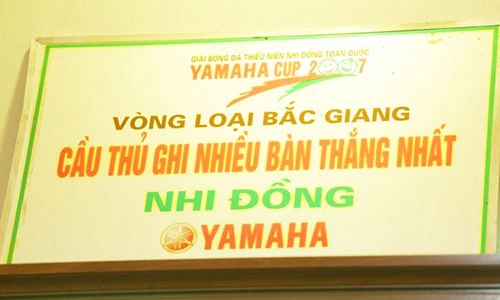 GIẢI BÓNG ĐÁ THIẾU NIÊN NHI ĐỒNG TOÀN QUỐC
YAMAHA CUP 2007
VÒNG LOẠI BẮC GIANG
CẦU THỦ GHI NHIỀU BÀN THẮNG NHẤT
NHI ĐỒNG
YAMAHA